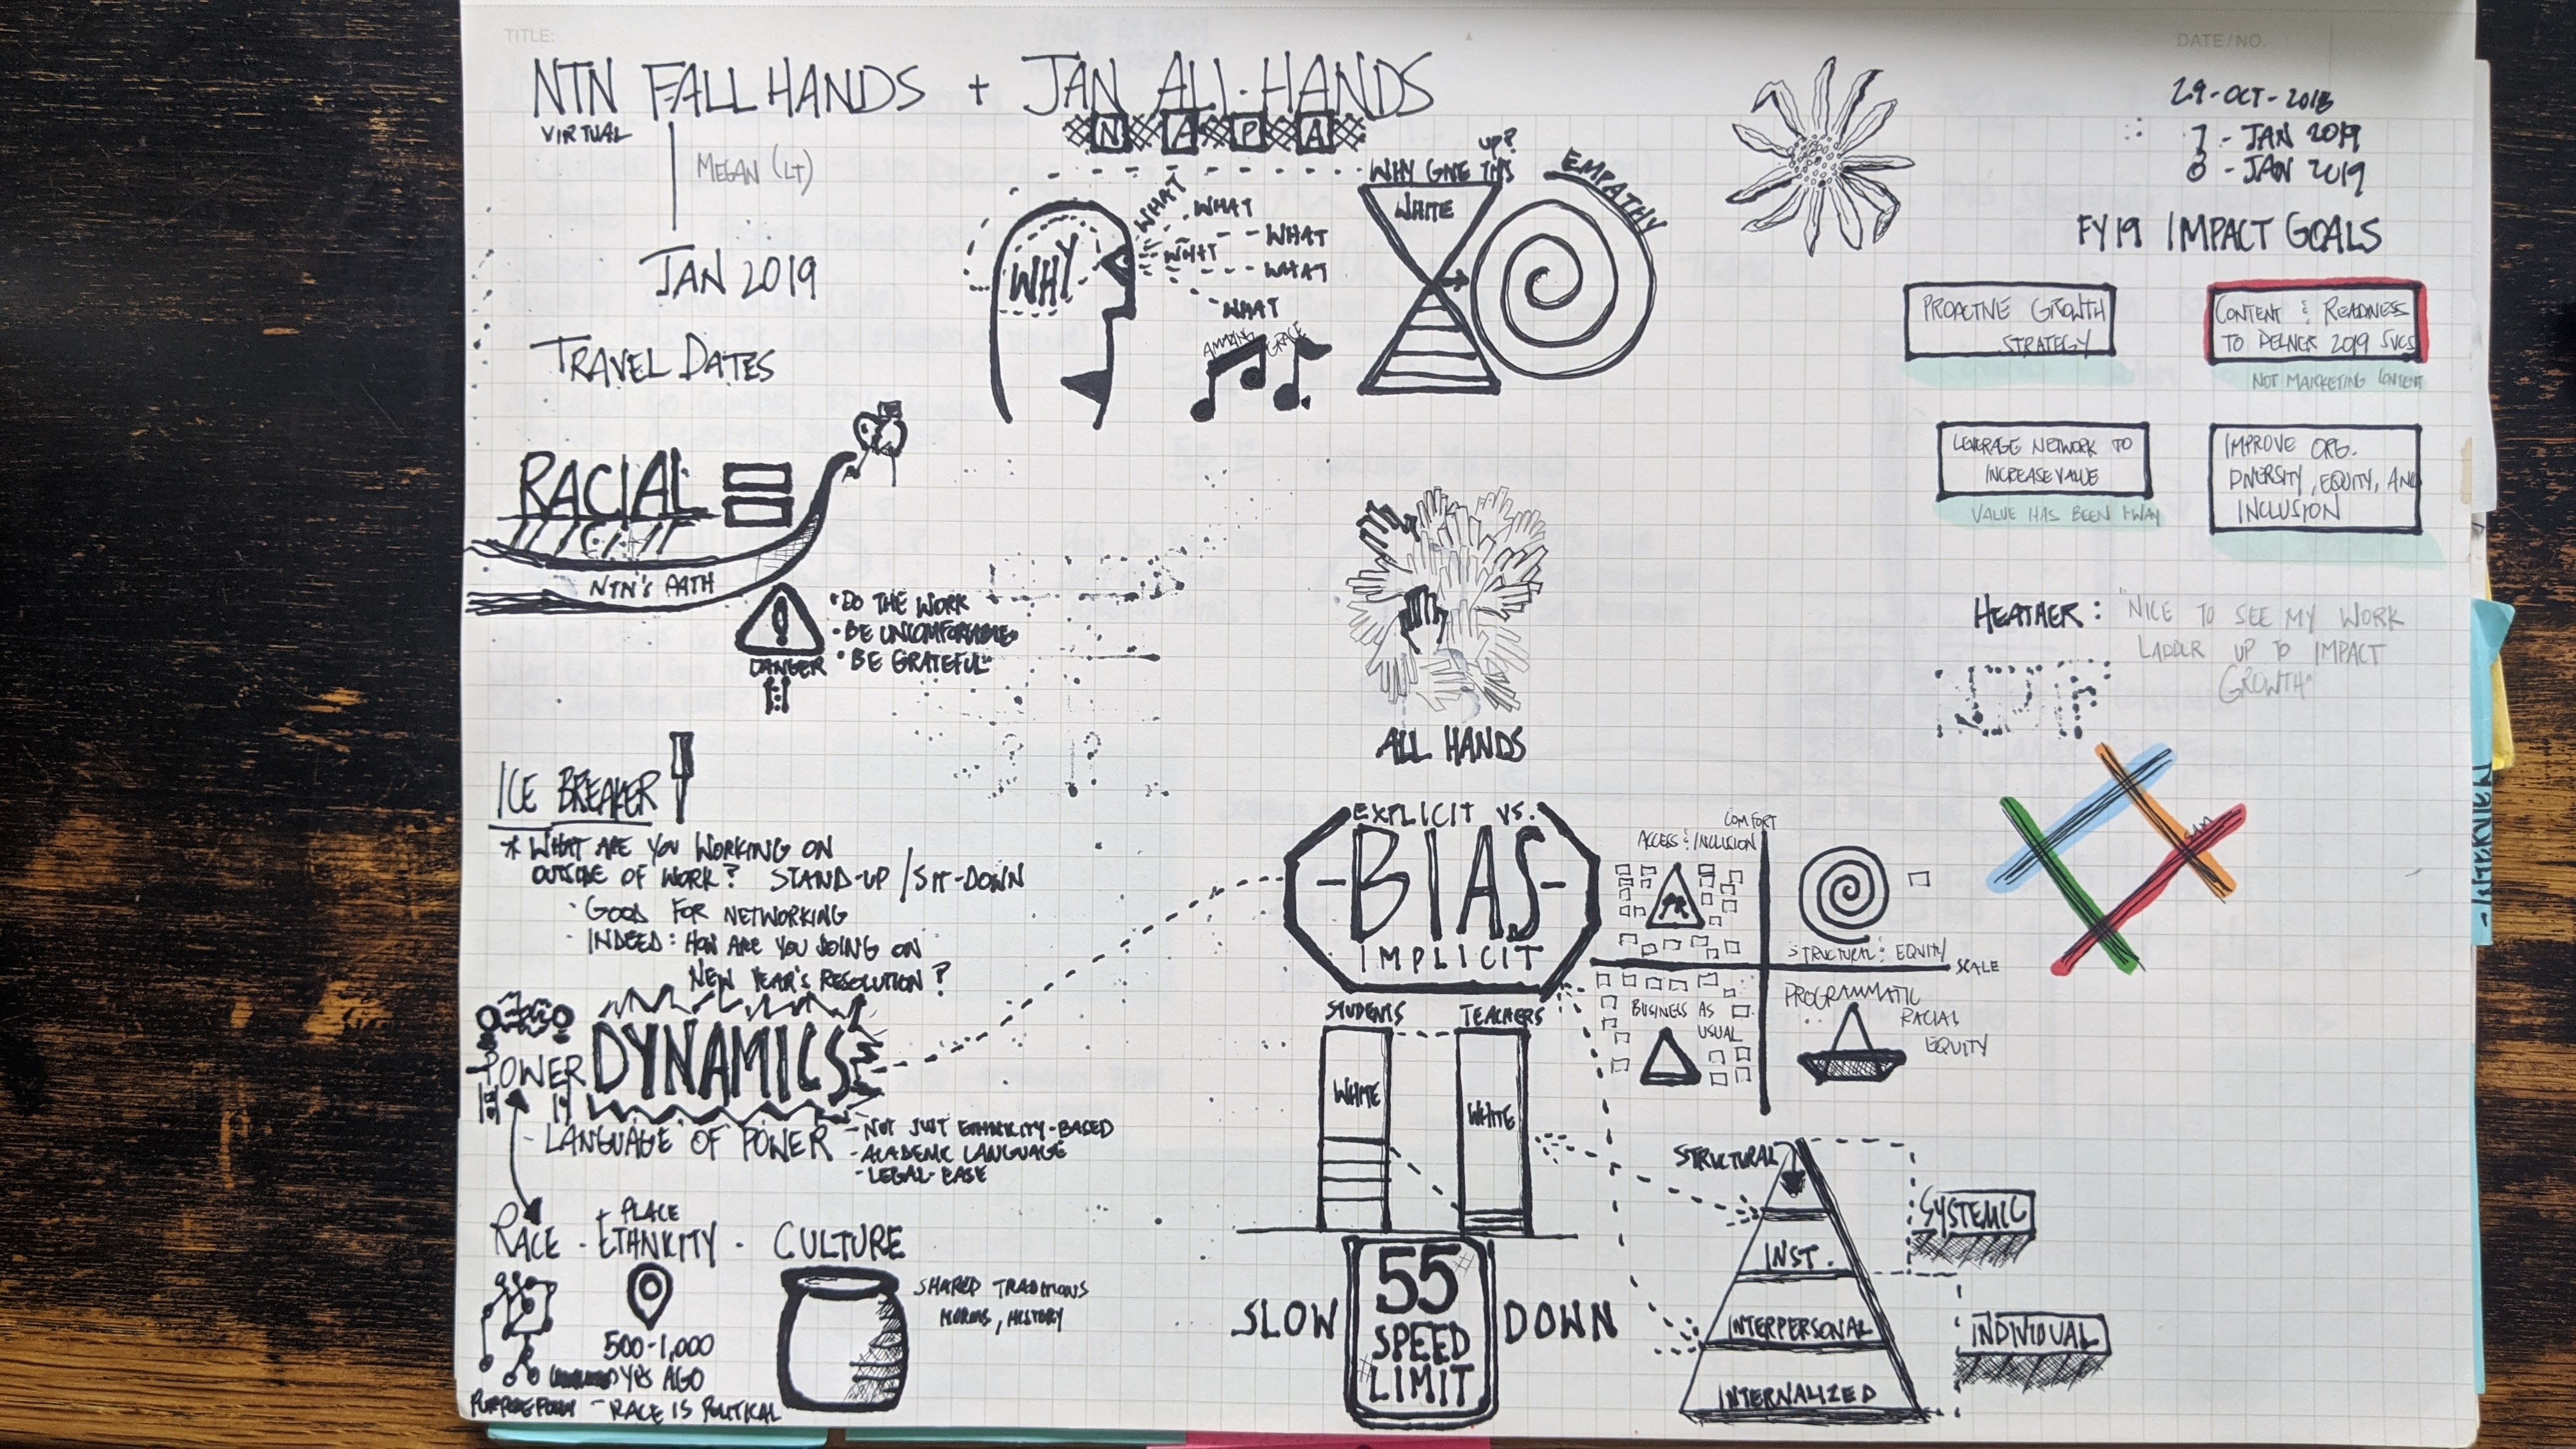 TITLE:
DATE/NO.
NTN FALL HANDS + JAN ALL-HANDS
VIRTUAL
NAPA
MEGAN (LT)
JAN 2019
TRAVEL DATES
29-OCT-2018
7-JAN 2019
8-JAN 2019
WHY
WHAT
WHAT
WHAT
WHAT
WHAT
WHAT
AMAZING GRACE
WHY GIVE THIS UP?
WHITE
EMPATHY
FY19 IMPACT GOALS
PROACTIVE GROWTH
STRATEGY
CONTENT & READINESS
TO DELIVER 2019 SVCS
NOT MARKETING CONTENT
LEVERAGE NETWORK TO
INCREASE VALUE
VALUE HAS BEEN
IMPROVE ORG.
DIVERSITY, EQUITY, AND
INCLUSION
HEATHER: "NICE TO SEE MY WORK
LADDER UP TO IMPACT
GROWTH"
RACIAL =
NTN'S PATH
DANGER
• DO THE WORK
• BE UNCOMFORTABLE
• BE GRATEFUL
ALL HANDS
ICE BREAKER
* WHAT ARE YOU WORKING ON
OUTSIDE OF WORK? STAND-UP/SIT-DOWN
· GOOD FOR NETWORKING
· INDEED: HOW ARE YOU DOING ON
NEW YEAR'S RESOLUTION?
POWER DYNAMICS
- LANGUAGE OF POWER
- NOT JUST ETHNICITY-BASED
- ACADEMIC LANGUAGE
- LEGAL-EASE
RACE · ETHNICITY · CULTURE
+ PLACE
500-1,000
YRS AGO
- RACE IS POLITICAL
SHARED TRADITIONS
NORMS, HISTORY
EXPLICIT VS.
-BIAS-
IMPLICIT
STUDENTS
TEACHERS
WHITE
WHITE
SLOW
55
SPEED
LIMIT
DOWN
COMFORT
ACCESS & INCLUSION
PR
STRUCTURAL & EQUITY
SCALE
BUSINESS AS
USUAL
PROGRAMMATIC
RACIAL
EQUITY
STRUCTURAL
INST.
INTERPERSONAL
INTERNALIZED
SYSTEMIC
INDIVIDUAL
-INTERVIEW